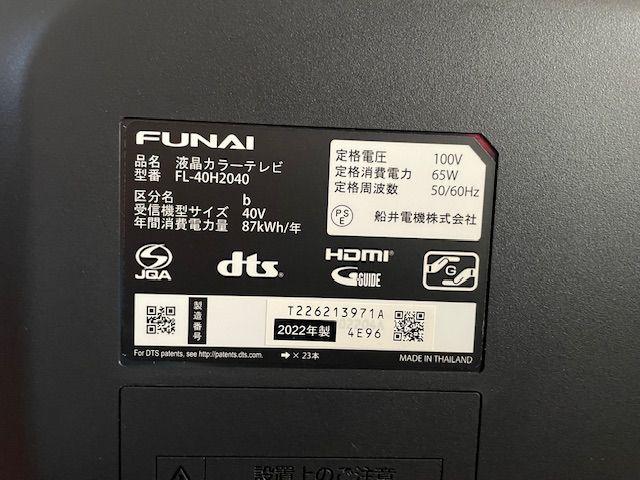 FUNAI
品名 液晶カラーテレビ
型番 FL-40H2040
区分名 b
受信機型サイズ 40V
年間消費電力量 87kWh/年
定格電圧 100V
定格消費電力 65W
定格周波数 50/60Hz
PSE 船井電機株式会社
JQA
dts
HDMI
G-GUIDE
G
製造番号
T226213971A
2022年製 4E96
For DTS patents, see http://patents.dts.com. ➡ × 23本 MADE IN THAILAND
設置上のご注意